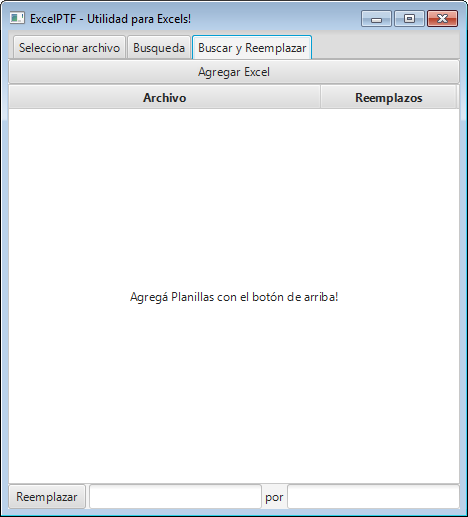 ExcelPTF - Utilidad para Excels!
Seleccionar archivo Busqueda Buscar y Reemplazar
Agregar Excel
Archivo Reemplazos
Agregá Planillas con el botón de arriba!
Reemplazar por